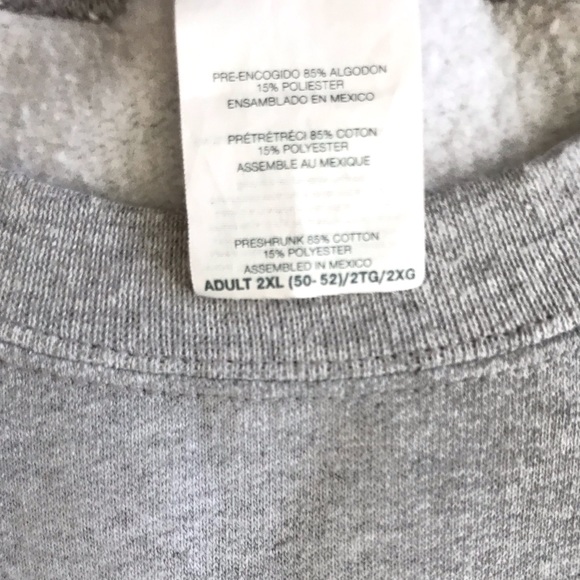 PRE-ENCOGIDO 85% ALGODON
15% POLIESTER
ENSAMBLADO EN MEXICO
PRÉTRÉTRÉCI 85% COTON
15% POLYESTER
ASSEMBLE AU MEXIQUE
PRESHRUNK 85% COTTON
15% POLYESTER
ASSEMBLED IN MEXICO
ADULT 2XL (50-52)/2TG/2XG